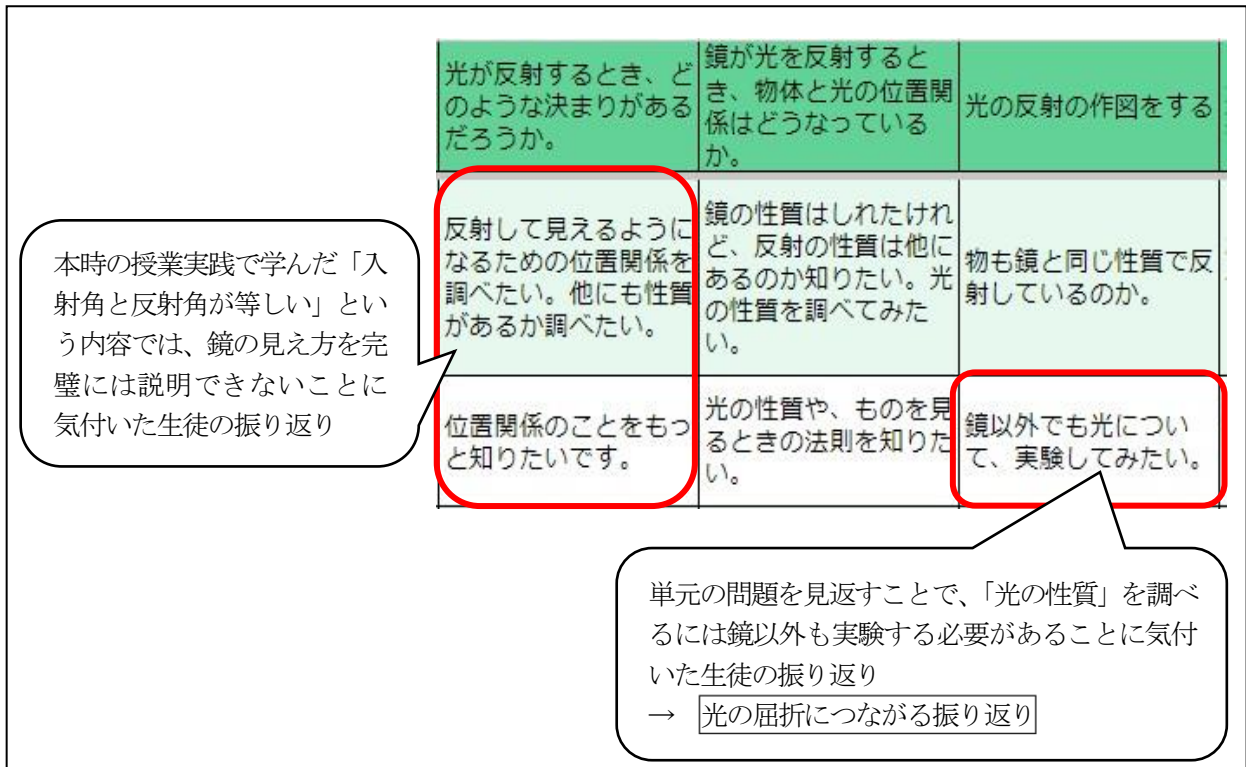 光が反射するとき、ど
のような決まりがある
だろうか。
鏡が光を反射すると
き、物体と光の位置関
係はどうなっている
か。
光の反射の作図をする
反射して見えるように
なるための位置関係を
調べたい。他にも性質
があるか調べたい。
鏡の性質はしれたけれ
ど、反射の性質は他に
あるのか知りたい。光
の性質を調べてみた
い。
物も鏡と同じ性質で反
射しているのか。
位置関係のことをもっ
と知りたいです。
光の性質や、ものを見
るときの法則を知りた
い。
鏡以外でも光につい
て、実験してみたい。
本時の授業実践で学んだ「入
射角と反射角が等しい」とい
う内容では、鏡の見え方を完
璧には説明できないことに
気付いた生徒の振り返り
単元の問題を見返すことで、「光の性質」を調べ
るには鏡以外も実験する必要があることに気付
いた生徒の振り返り
→ 光の屈折につながる振り返り